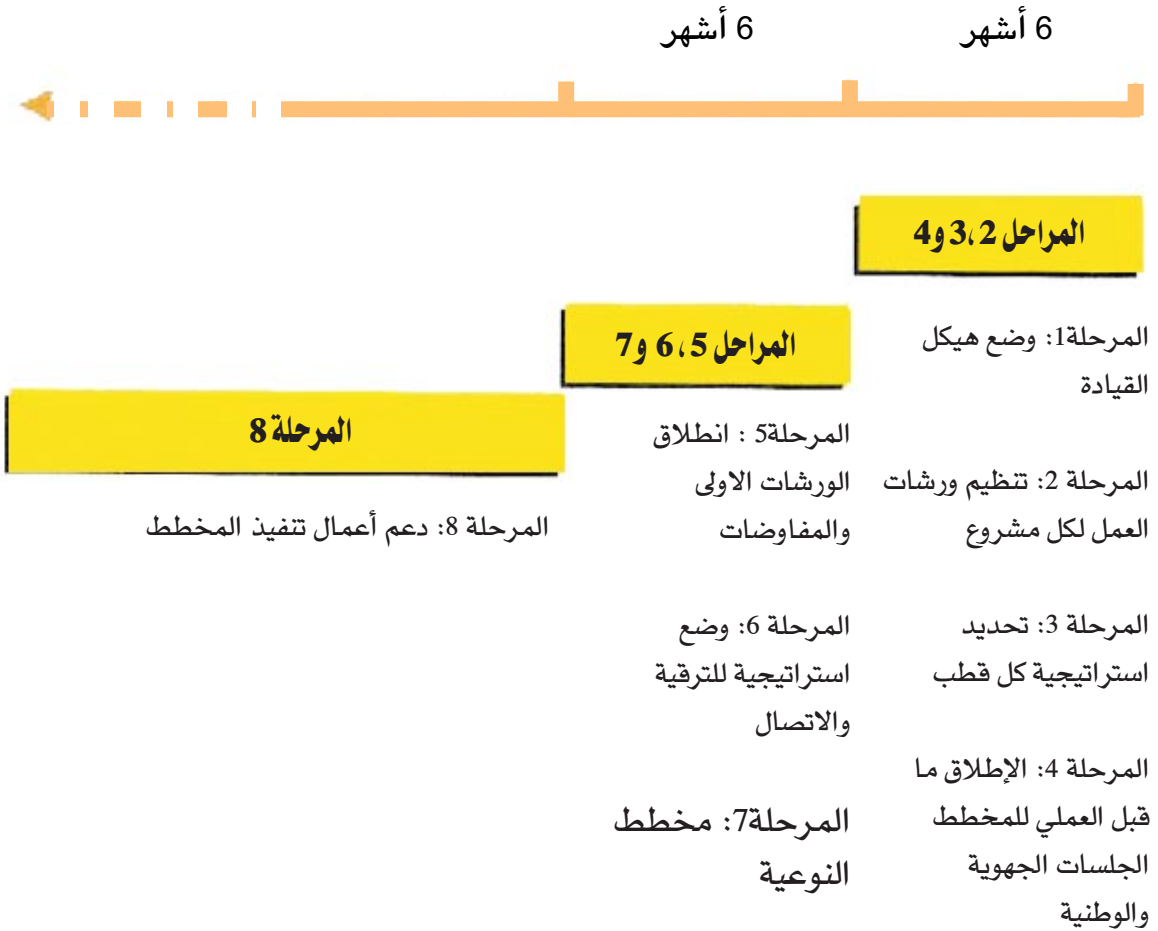 6 أشهر
6 أشهر
المراحل 2 ،3 و4
المرحلة1: وضع هيكل
القيادة
المرحلة 2: تنظيم ورشات
العمل لكل مشروع
المرحلة 3: تحديد
استراتيجية كل قطب
المرحلة 4: الإطلاق ما
قبل العملي للمخطط
الجلسات الجهوية
والوطنية
المراحل 5 ،6 و7
المرحلة5 : انطلاق
الورشات الاولى
والمفاوضات
المرحلة 6: وضع
استراتيجية للترقية
والاتصال
المرحلة7: مخطط
النوعية
المرحلة 8
المرحلة 8: دعم أعمال تنفيذ المخطط